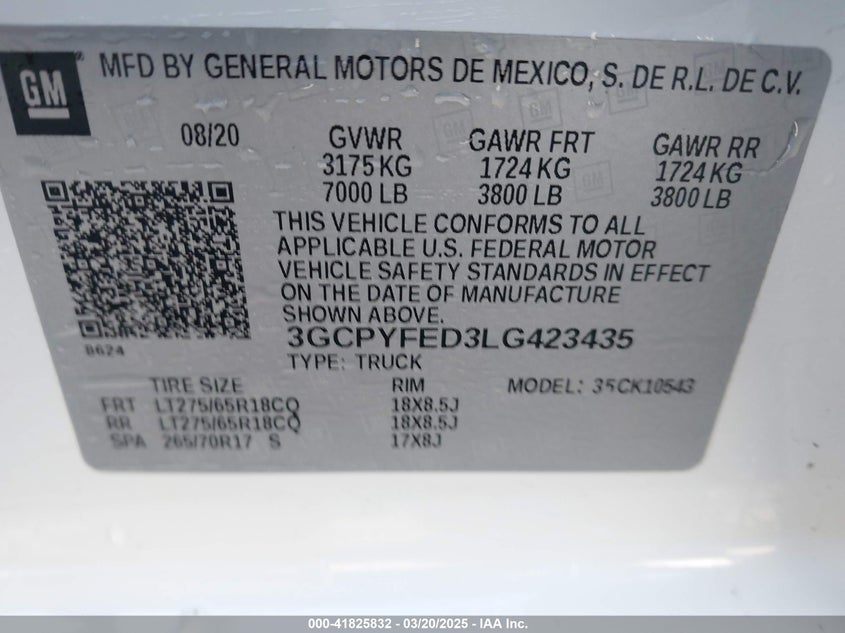 GM
MFD BY GENERAL MOTORS DE MEXICO, S. DE R.L. DE C.V.
08/20 GVWR GAWR FRT GAWR RR
3175 KG 1724 KG 1724 KG
7000 LB 3800 LB 3800 LB
THIS VEHICLE CONFORMS TO ALL
APPLICABLE U.S. FEDERAL MOTOR
VEHICLE SAFETY STANDARDS IN EFFECT
ON THE DATE OF MANUFACTURE
SHOWN ABOVE.
3GCPYFED3LG423435
8624
TYPE: TRUCK
TIRE SIZE RIM MODEL: 35CK10543
FRT LT275/65R18CQ 18X8.5J
RR LT275/65R18CQ 18X8.5J
SPA 265/70R17 S 17X8J
000-41825832 - 03/20/2025 - IAA Inc.